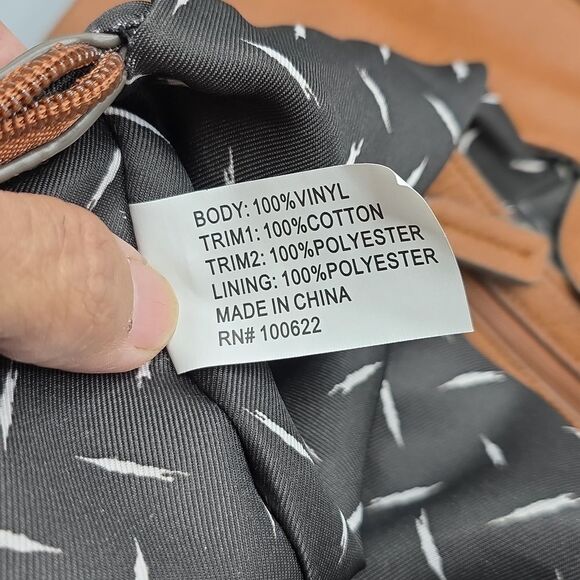 BODY: 100%VINYL
TRIM1: 100%COTTON
TRIM2: 100%POLYESTER
LINING: 100%POLYESTER
MADE IN CHINA
RN# 100622